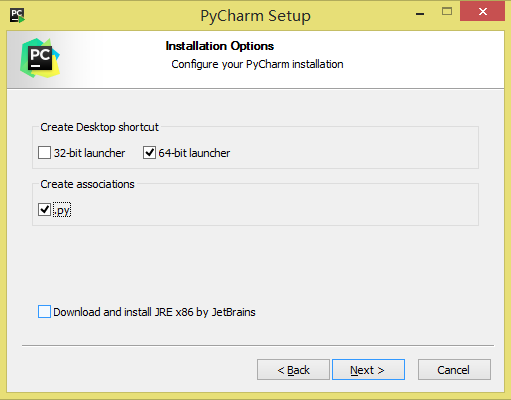 PC
PyCharm Setup
PC
Installation Options
Configure your PyCharm installation
Create Desktop shortcut
32-bit launcher
64-bit launcher
Create associations
.py
Download and install JRE x86 by JetBrains
< Back
Next >
Cancel